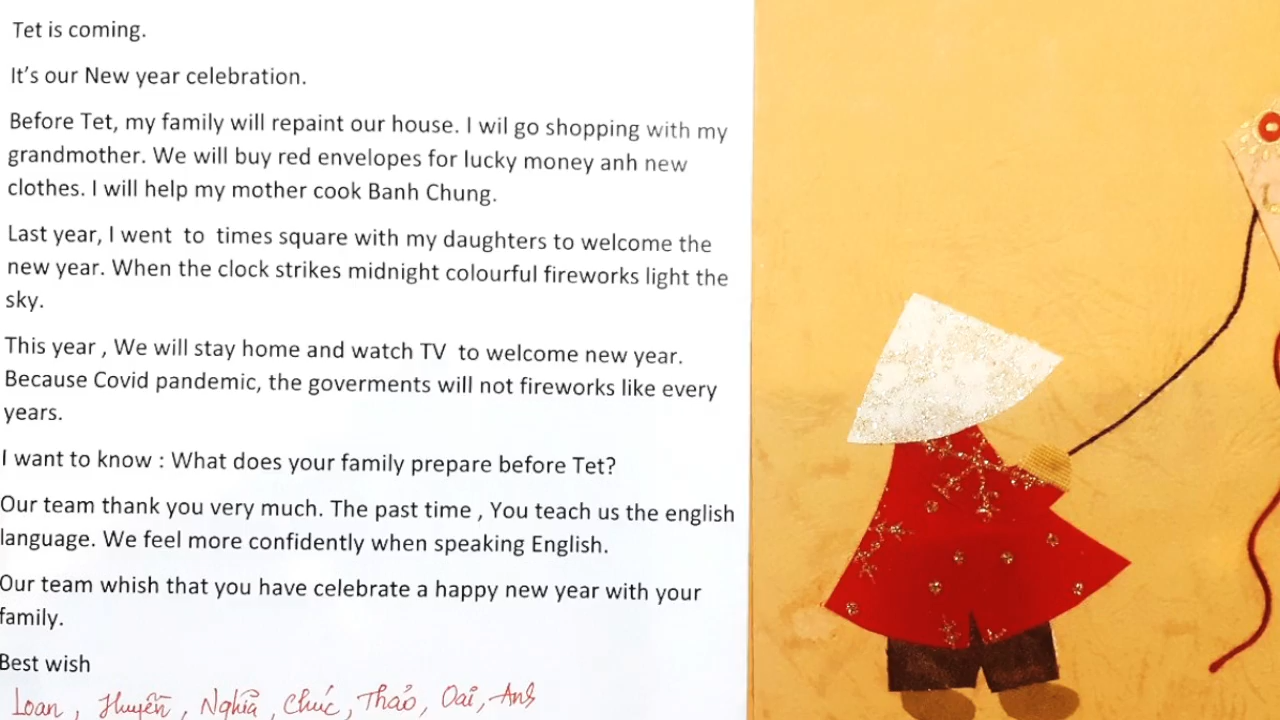 Tet is coming.
It's our New year celebration.
Before Tet, my family will repaint our house. I wil go shopping with my
grandmother. We will buy red envelopes for lucky money anh new
clothes. I will help my mother cook Banh Chung.
Last year, I went to times square with my daughters to welcome the
new year. When the clock strikes midnight colourful fireworks light the
sky.
This year , We will stay home and watch TV to welcome new year.
Because Covid pandemic, the goverments will not fireworks like every
years.
I want to know : What does your family prepare before Tet?
Our team thank you very much. The past time , You teach us the english
language. We feel more confidently when speaking English.
Our team whish that you have celebrate a happy new year with your
family.
Best wish
Loan , Huyền , Nghĩa , Chúc , Thảo , Oai , Anh